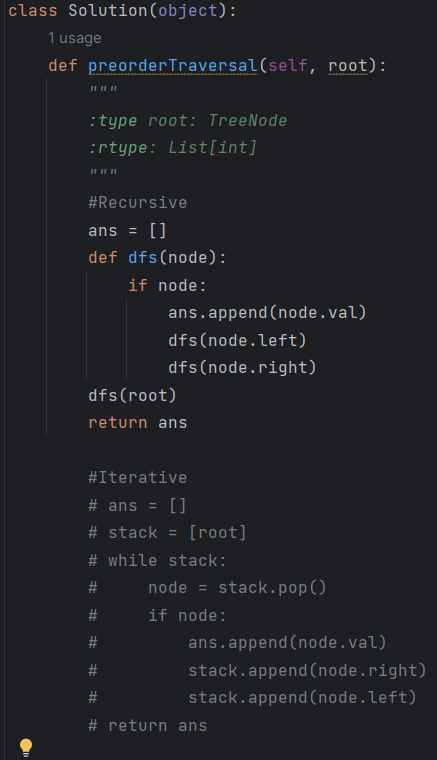 class Solution(object):
1 usage
    def preorderTraversal(self, root):
        """
        :type root: TreeNode
        :rtype: List[int]
        """
        #Recursive
        ans = []
        def dfs(node):
            if node:
                ans.append(node.val)
                dfs(node.left)
                dfs(node.right)
        dfs(root)
        return ans

        #Iterative
        # ans = []
        # stack = [root]
        # while stack:
        #     node = stack.pop()
        #     if node:
        #         ans.append(node.val)
        #         stack.append(node.right)
        #         stack.append(node.left)
        # return ans